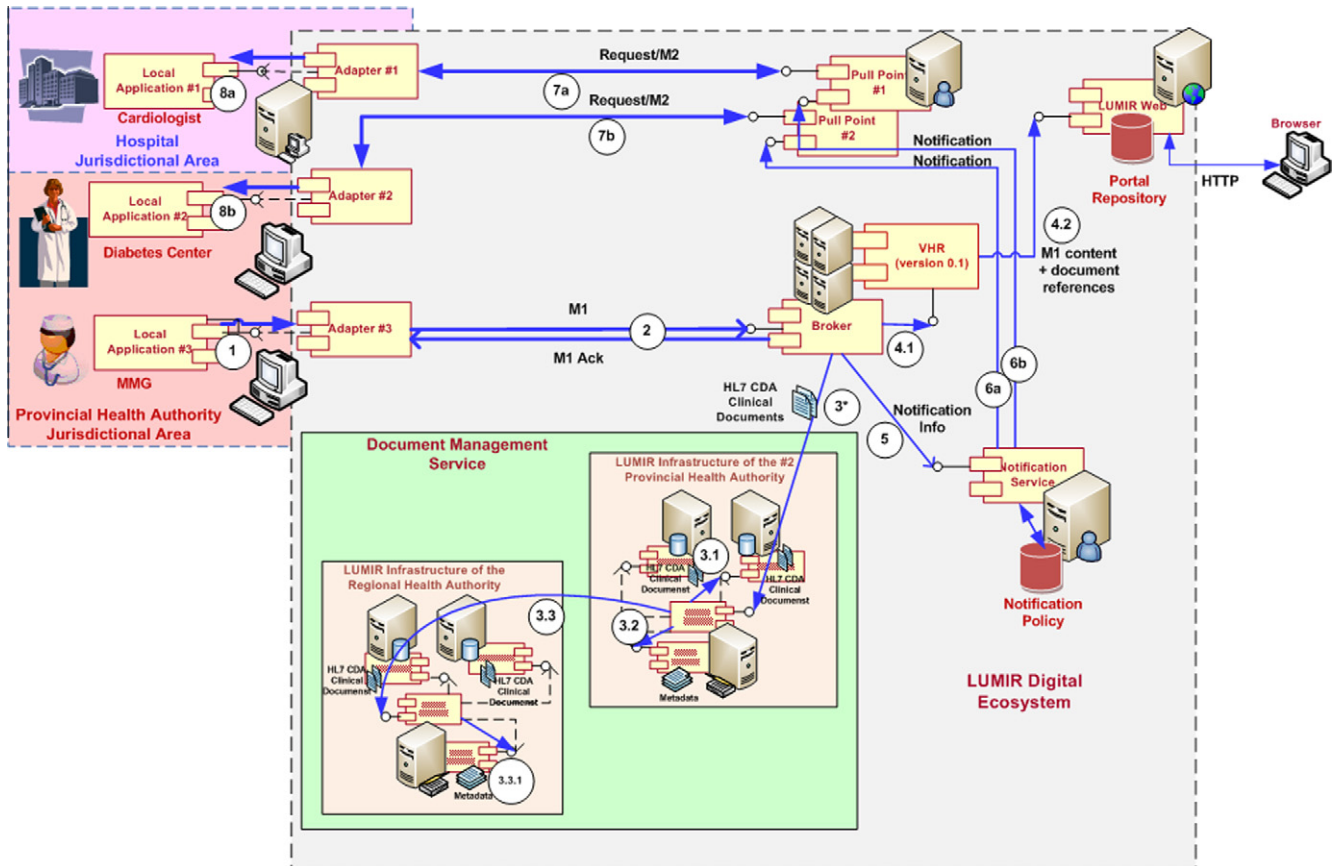 Local
Application #1
8a
Cardiologist
Hospital
Jurisdictional Area
Adapter #1
Request/M2
7a
Request/M2
7b
Pull Point
#1
Pull Point
#2
Notification
Notification
LUMIR Web
Portal
Repository
Browser
HTTP
Local
Application #2
8b
Diabetes Center
Adapter #2
VHR
(version 0.1)
4.2
M1 content
+ document
references
Local
Application #3
1
MMG
Provincial Health Authority
Jurisdictional Area
Adapter #3
M1
2
M1 Ack
Broker
4.1
6b
6a
HL7 CDA
Clinical
Documents
3*
Notification
Info
5
Notification
Service
Notification
Policy
LUMIR Digital
Ecosystem
Document Management
Service
LUMIR Infrastructure of the #2
Provincial Health Authority
3.1
HL7 CDA
Clinical
Documenst
HL7 CDA
Clinical
Documenst
3.2
Metadata
LUMIR Infrastructure of the
Regional Health Authority
3.3
HL7 CDA
Clinical
Documenst
HL7 CDA
Clinical
Documenst
3.3.1
Metadata